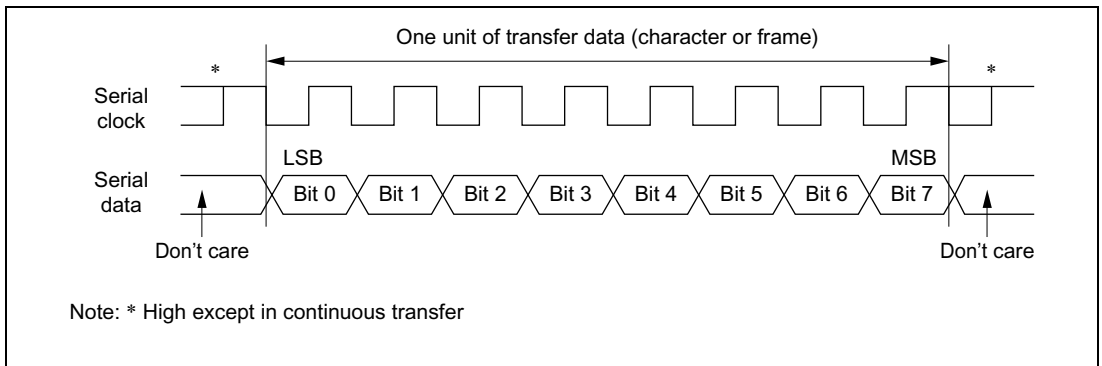 One unit of transfer data (character or frame)
* *
Serial
clock
LSB MSB
Serial
data
Bit 0 Bit 1 Bit 2 Bit 3 Bit 4 Bit 5 Bit 6 Bit 7
Don't care Don't care
Note: * High except in continuous transfer